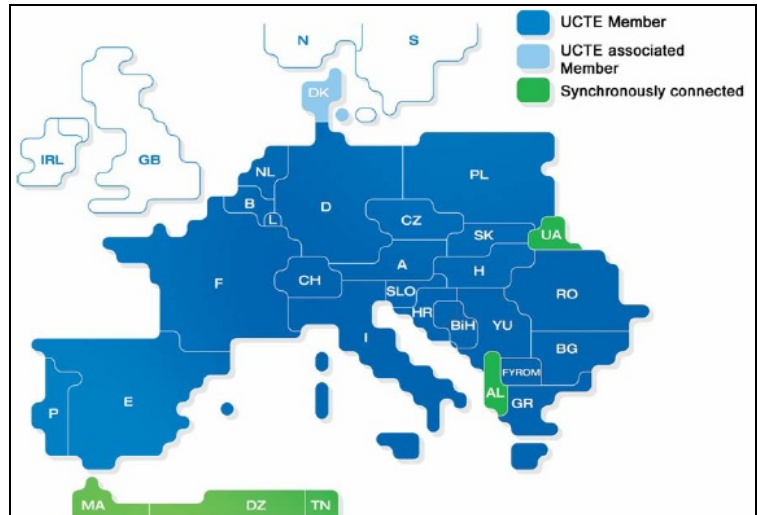 UCTE Member
UCTE associated
Member
Synchronously connected
N
S
DK
IRL
GB
NL
PL
B
D
L
CZ
SK
UA
A
H
CH
F
SLO
RO
HR
BiH
YU
I
BG
FYROM
AL
GR
P
E
MA
DZ
TN